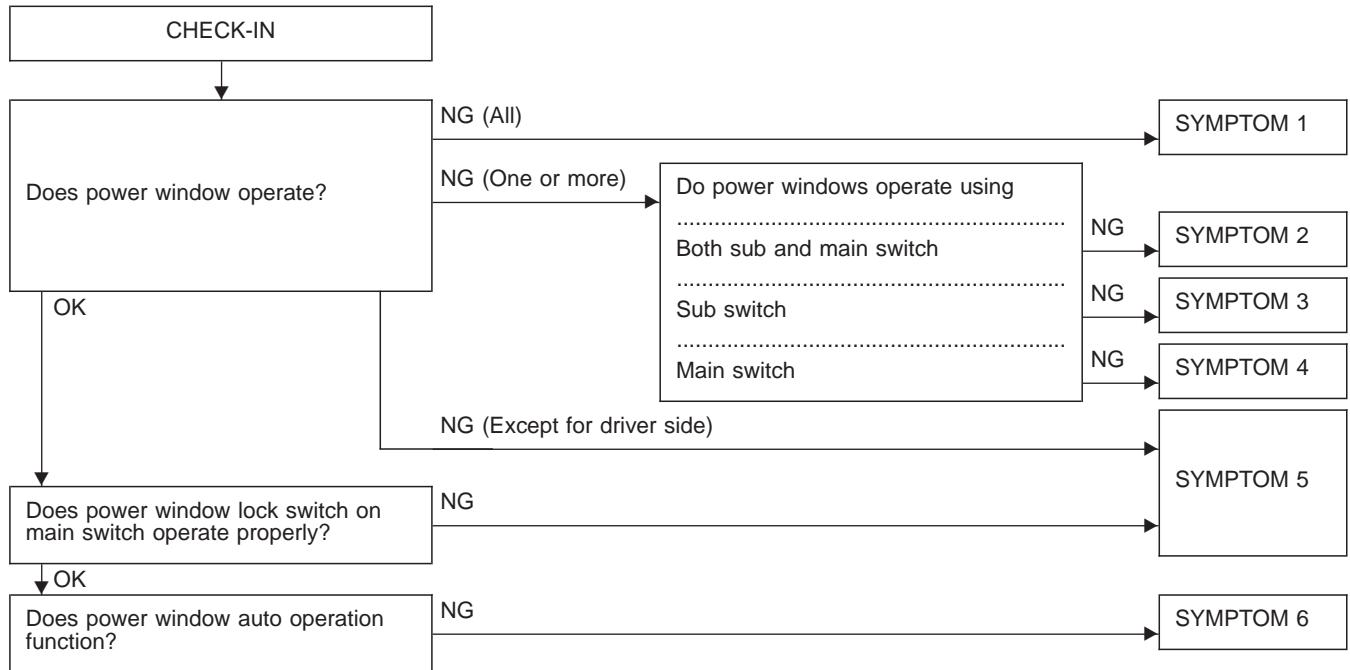 CHECK-IN
NG (All)
SYMPTOM 1
Does power window operate?
NG (One or more)
Do power windows operate using
................................................................
Both sub and main switch
NG
SYMPTOM 2
................................................................
Sub switch
NG
SYMPTOM 3
................................................................
Main switch
NG
SYMPTOM 4
OK
NG (Except for driver side)
SYMPTOM 5
Does power window lock switch on
main switch operate properly?
NG
OK
Does power window auto operation
function?
NG
SYMPTOM 6